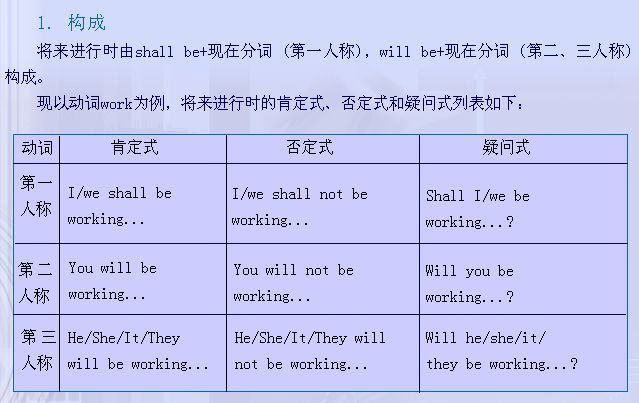 1. 构成
将来进行时由shall be+现在分词 (第一人称), will be+现在分词 (第二、三人称)
构成。
现以动词work为例, 将来进行时的肯定式、否定式和疑问式列表如下:
动词 肯定式 否定式 疑问式
第一
人称
I/we shall be
working...
I/we shall not be
working...
Shall I/we be
working...?
第二
人称
You will be
working...
You will not be
working...
Will you be
working...?
第三
人称
He/She/It/They
will be working...
He/She/It/They will
not be working...
Will he/she/it/
they be working...?